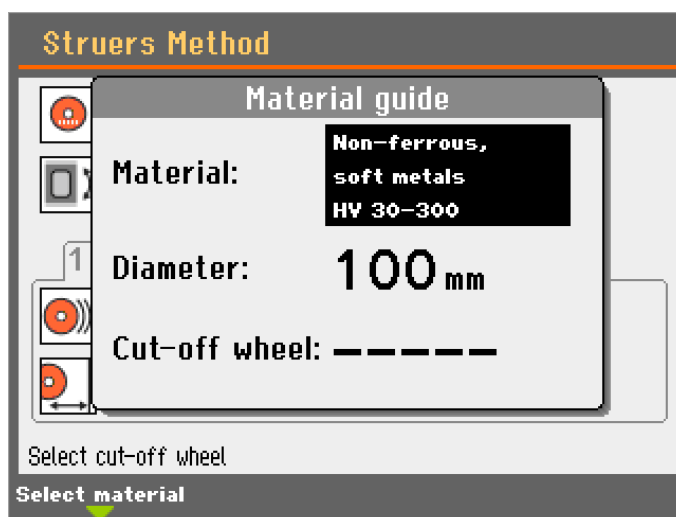 Struers Method
Material guide
Material:
Non-ferrous,
soft metals
HV 30-300
1
Diameter:
100 mm
Cut-off wheel: -----
Select cut-off wheel
Select material